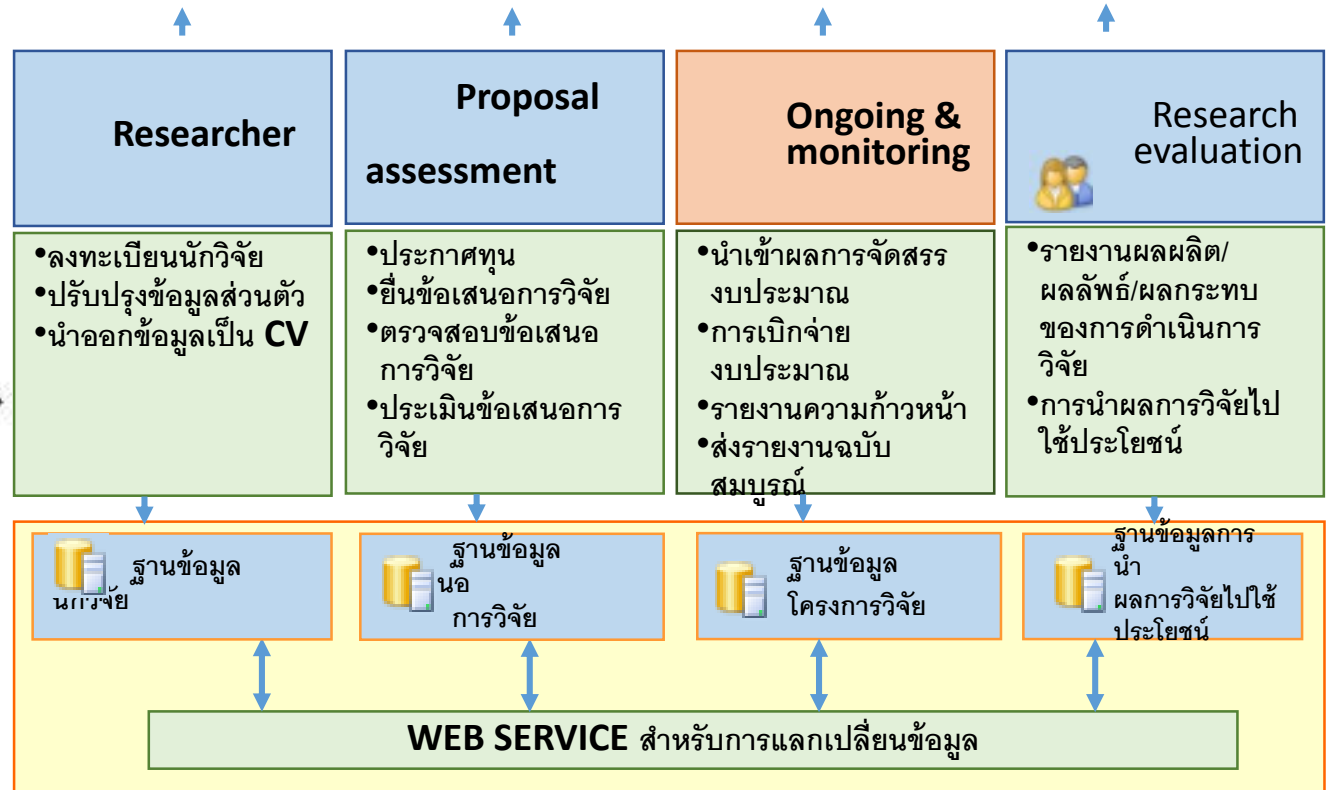 Researcher
Proposal
assessment
Ongoing &
monitoring
Research
evaluation
•ลงทะเบียนนักวิจัย
•ปรับปรุงข้อมูลส่วนตัว
•นำออกข้อมูลเป็น CV
•ประกาศทุน
•ยื่นข้อเสนอการวิจัย
•ตรวจสอบข้อเสนอ
การวิจัย
•ประเมินข้อเสนอการ
วิจัย
•นำเข้าผลการจัดสรร
งบประมาณ
•การเบิกจ่าย
งบประมาณ
•รายงานความก้าวหน้า
•ส่งรายงานฉบับ
สมบูรณ์
•รายงานผลผลิต/
ผลลัพธ์/ผลกระทบ
ของการดำเนินการ
วิจัย
•การนำผลการวิจัยไป
ใช้ประโยชน์
ฐานข้อมูล
นักวิจัย
ฐานข้อมูล
นอ
การวิจัย
ฐานข้อมูล
โครงการวิจัย
ฐานข้อมูลการ
นำ
ผลการวิจัยไปใช้
ประโยชน์
WEB SERVICE สำหรับการแลกเปลี่ยนข้อมูล